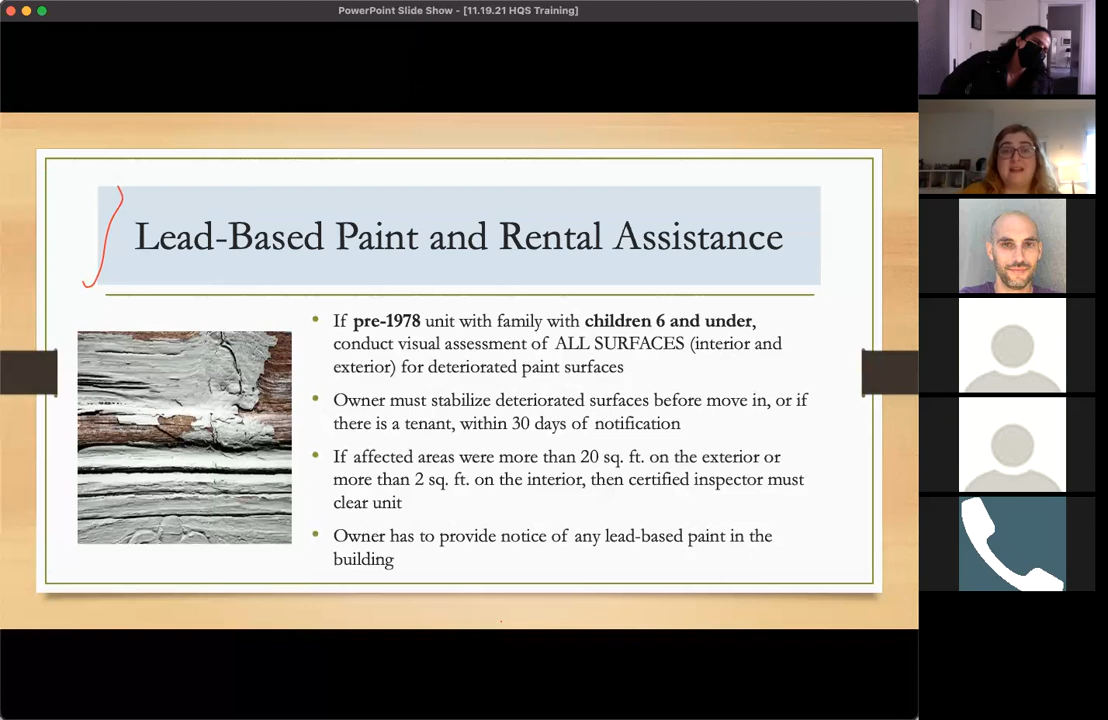 PowerPoint Slide Show - [11.19.21 HQS Training]
Lead-Based Paint and Rental Assistance
• If pre-1978 unit with family with children 6 and under,
conduct visual assessment of ALL SURFACES (interior and
exterior) for deteriorated paint surfaces
• Owner must stabilize deteriorated surfaces before move in, or if
there is a tenant, within 30 days of notification
• If affected areas were more than 20 sq. ft. on the exterior or
more than 2 sq. ft. on the interior, then certified inspector must
clear unit
• Owner has to provide notice of any lead-based paint in the
building